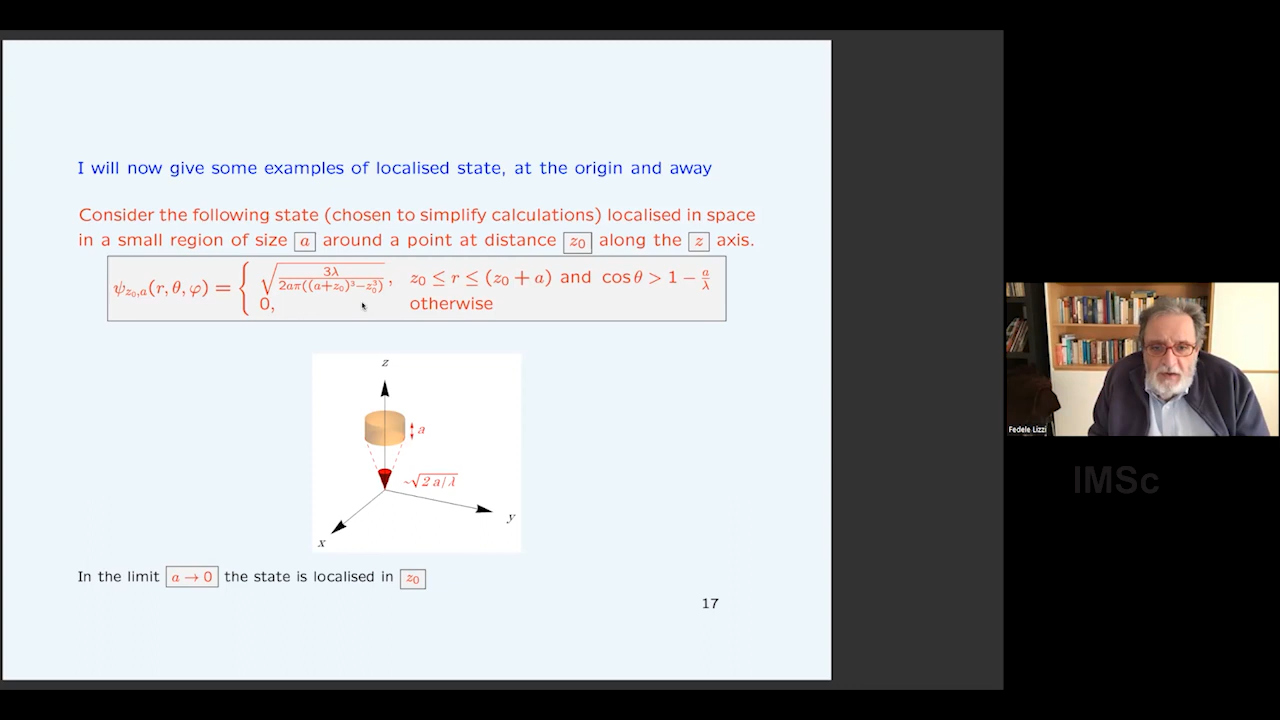 I will now give some examples of localised state, at the origin and away
Consider the following state (chosen to simplify calculations) localised in space
in a small region of size a around a point at distance z₀ along the z axis.
ψ_{z₀,a}(r, θ, φ) = { √(3λ / 2aπ((a+z₀)³−z₀³)), z₀ ≤ r ≤ (z₀ + a) and cos θ > 1 − a/λ
0, otherwise
z
a
~√2 a/λ
y
x
In the limit a → 0 the state is localised in z₀
17
Fedele Lizzi
IMSc